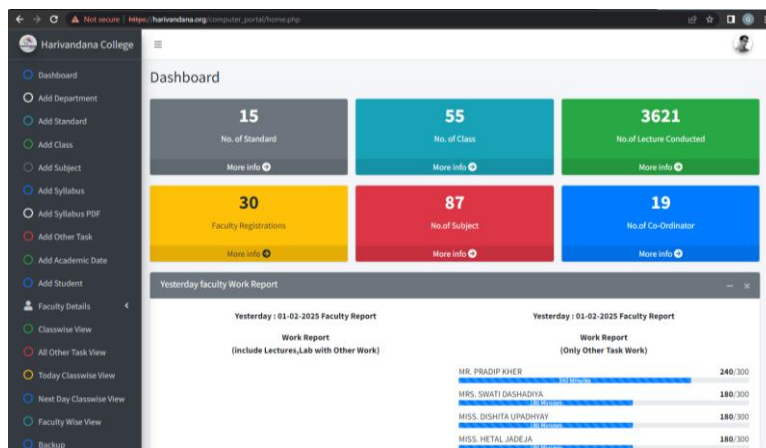 Not secure | https://harivandana.org/computer_portal/home.php
Harivandana College
Dashboard
Add Department
Add Standard
Add Class
Add Subject
Add Syllabus
Add Syllabus PDF
Add Other Task
Add Academic Date
Add Student
Faculty Details
Classwise View
All Other Task View
Today Classwise View
Next Day Classwise View
Faculty Wise View
Backup
Dashboard
15
No. of Standard
More info
55
No. of Class
More info
3621
No.of Lecture Conducted
More info
30
Faculty Registrations
More info
87
No.of Subject
More info
19
No.of Co-Ordinator
More info
Yesterday faculty Work Report
Yesterday : 01-02-2025 Faculty Report
Work Report
(include Lectures,Lab with Other Work)
Yesterday : 01-02-2025 Faculty Report
Work Report
(Only Other Task Work)
MR. PRADIP KHER 240/300
240 Minutes
MRS. SWATI DASHADIYA 180/300
180 Minutes
MISS. DISHITA UPADHYAY 180/300
180 Minutes
MISS. HETAL JADEJA 180/300